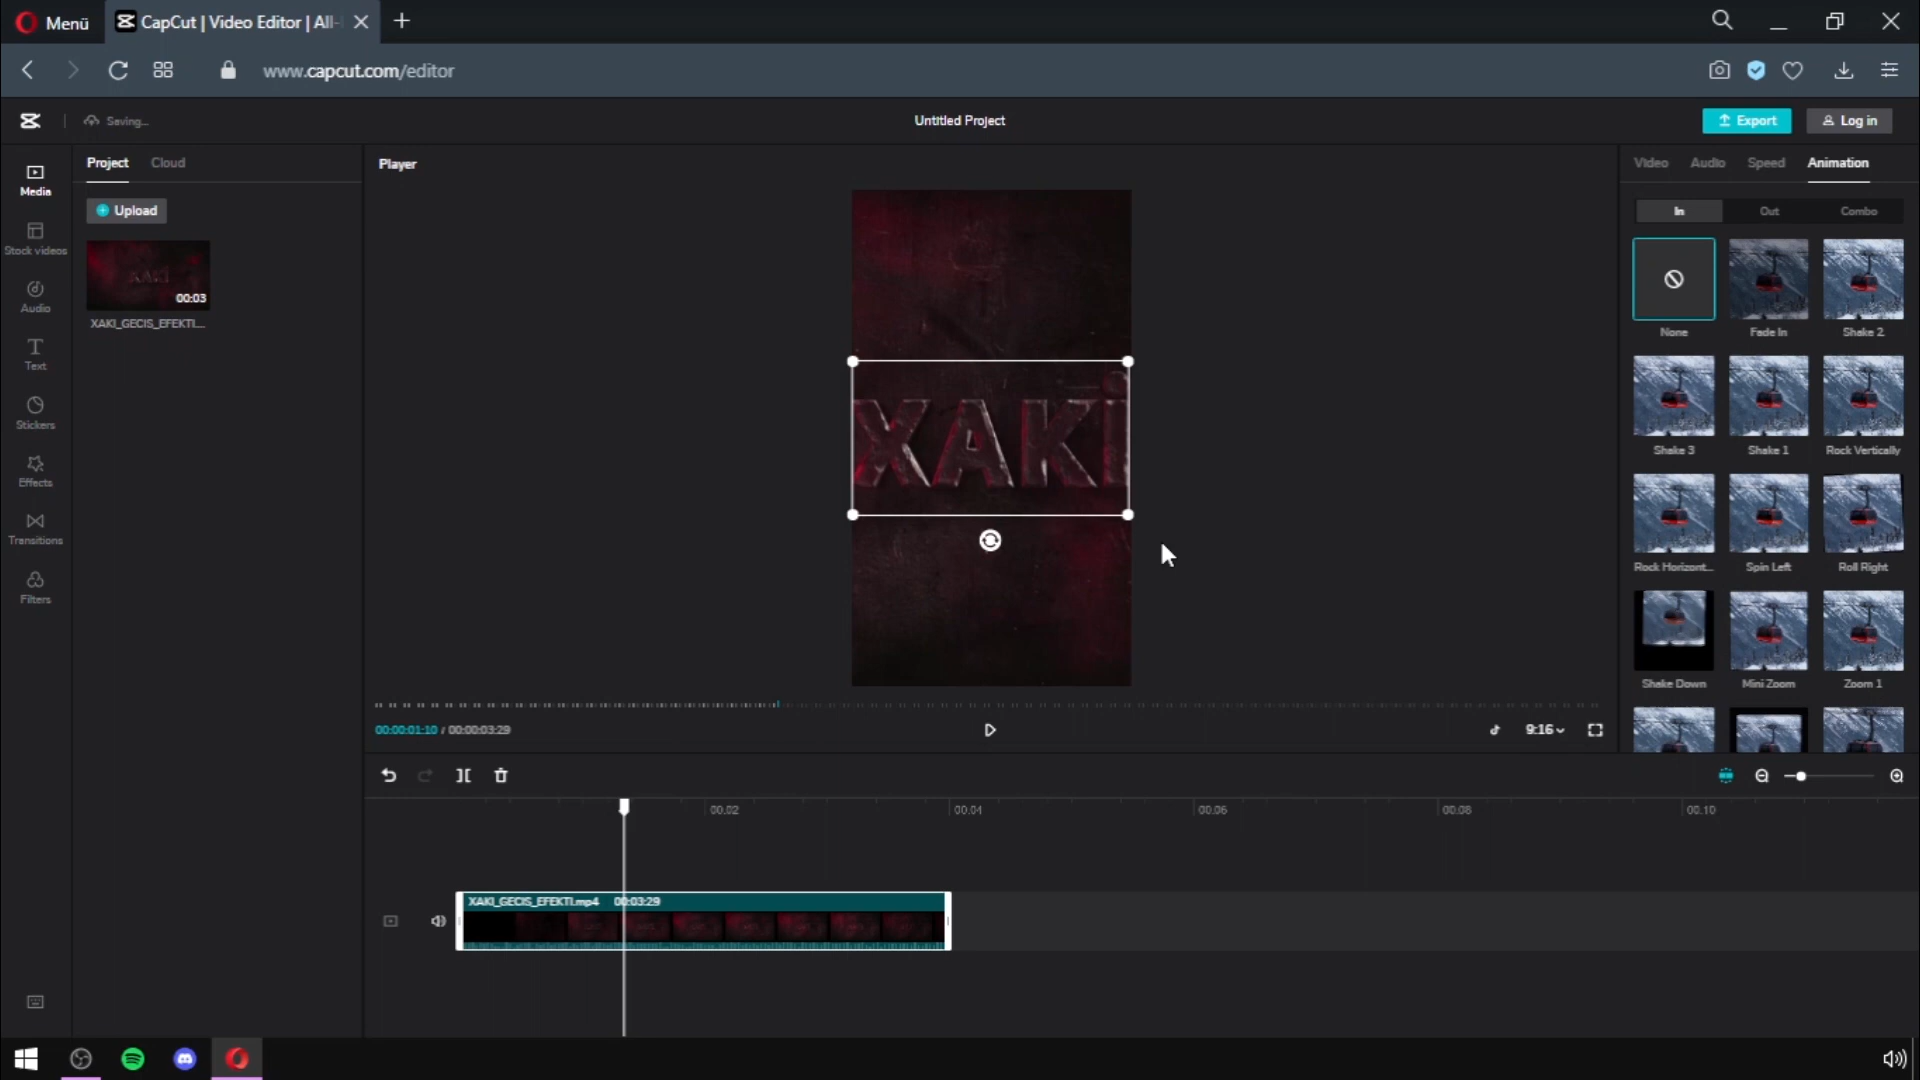 Menü
CapCut | Video Editor | All-
www.capcut.com/editor
Saving...
Untitled Project
Export
Log in
Project
Cloud
Player
Video
Audio
Speed
Animation
Media
Upload
In
Out
Combo
Stock videos
XAKI
00:03
XAKI_GECIS_EFEKTI....
Audio
Text
Stickers
Effects
Transitions
Filters
XAKİ
None
Fade In
Shake 2
Shake 3
Shake 1
Rock Vertically
Rock Horizont...
Spin Left
Roll Right
Shake Down
Mini Zoom
Zoom 1
00:00:01:10 / 00:00:03:29
9:16
00:02
00:04
00:06
00:08
00:10
XAKI_GECIS_EFEKTI.mp4 00:03:29